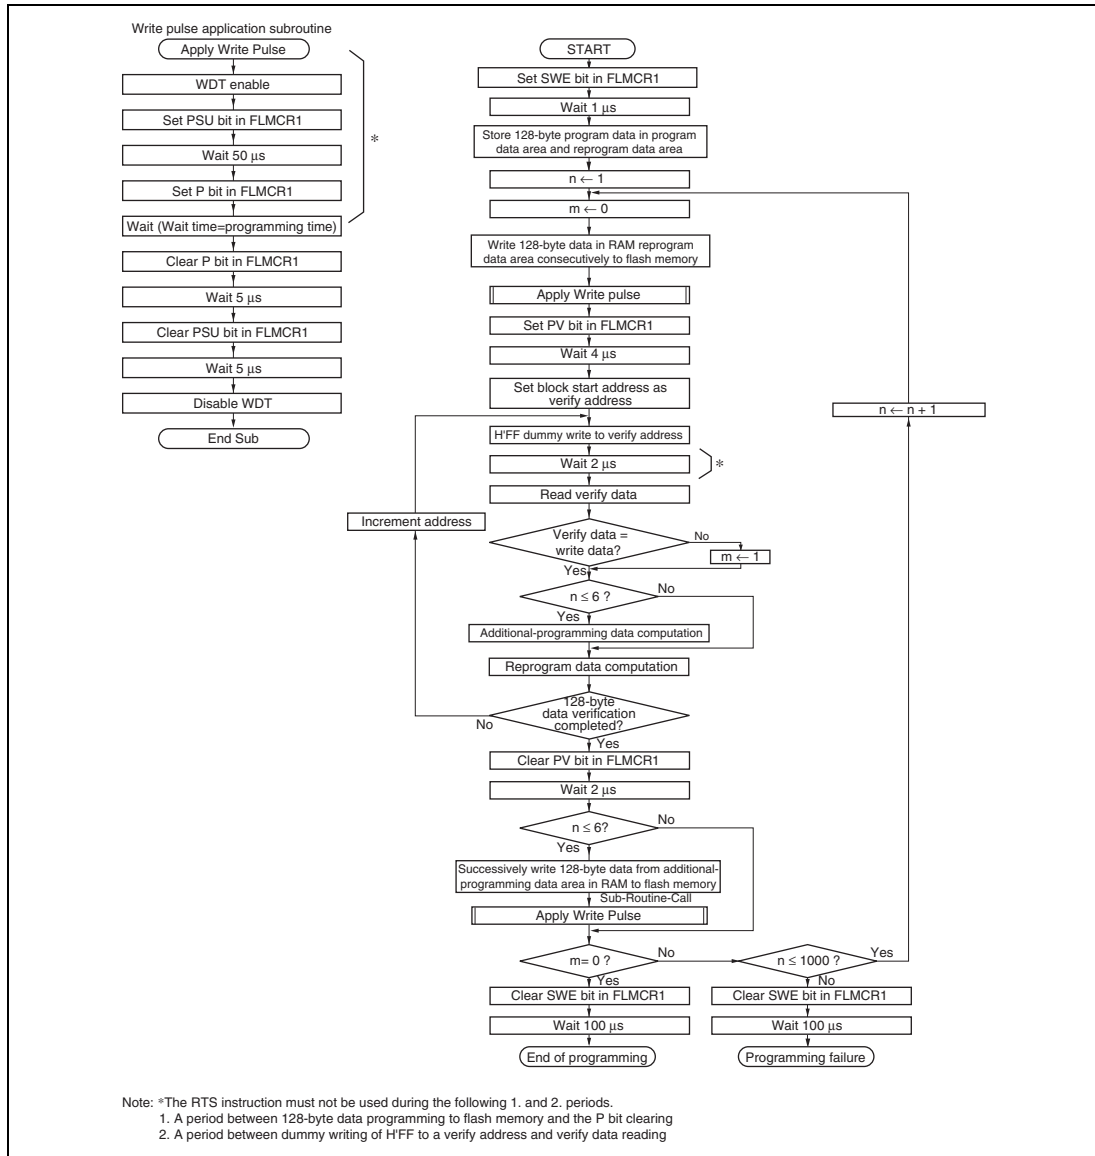 Write pulse application subroutine
Apply Write Pulse
WDT enable
Set PSU bit in FLMCR1
Wait 50 µs
Set P bit in FLMCR1
Wait (Wait time=programming time)
Clear P bit in FLMCR1
Wait 5 µs
Clear PSU bit in FLMCR1
Wait 5 µs
Disable WDT
End Sub
*
START
Set SWE bit in FLMCR1
Wait 1 µs
Store 128-byte program data in program
data area and reprogram data area
n ← 1
m ← 0
Write 128-byte data in RAM reprogram
data area consecutively to flash memory
Apply Write pulse
Set PV bit in FLMCR1
Wait 4 µs
Set block start address as
verify address
n ← n + 1
H'FF dummy write to verify address
Wait 2 µs
*
Read verify data
Increment address
Verify data =
write data?
No
m ← 1
Yes
n ≤ 6 ?
No
Yes
Additional-programming data computation
Reprogram data computation
128-byte
data verification
completed?
No
Yes
Clear PV bit in FLMCR1
Wait 2 µs
n ≤ 6?
No
Yes
Successively write 128-byte data from additional-
programming data area in RAM to flash memory
Sub-Routine-Call
Apply Write Pulse
m= 0 ?
No
n ≤ 1000 ?
Yes
Yes
No
Clear SWE bit in FLMCR1
Clear SWE bit in FLMCR1
Wait 100 µs
Wait 100 µs
End of programming
Programming failure
Note: *The RTS instruction must not be used during the following 1. and 2. periods.
1. A period between 128-byte data programming to flash memory and the P bit clearing
2. A period between dummy writing of H'FF to a verify address and verify data reading